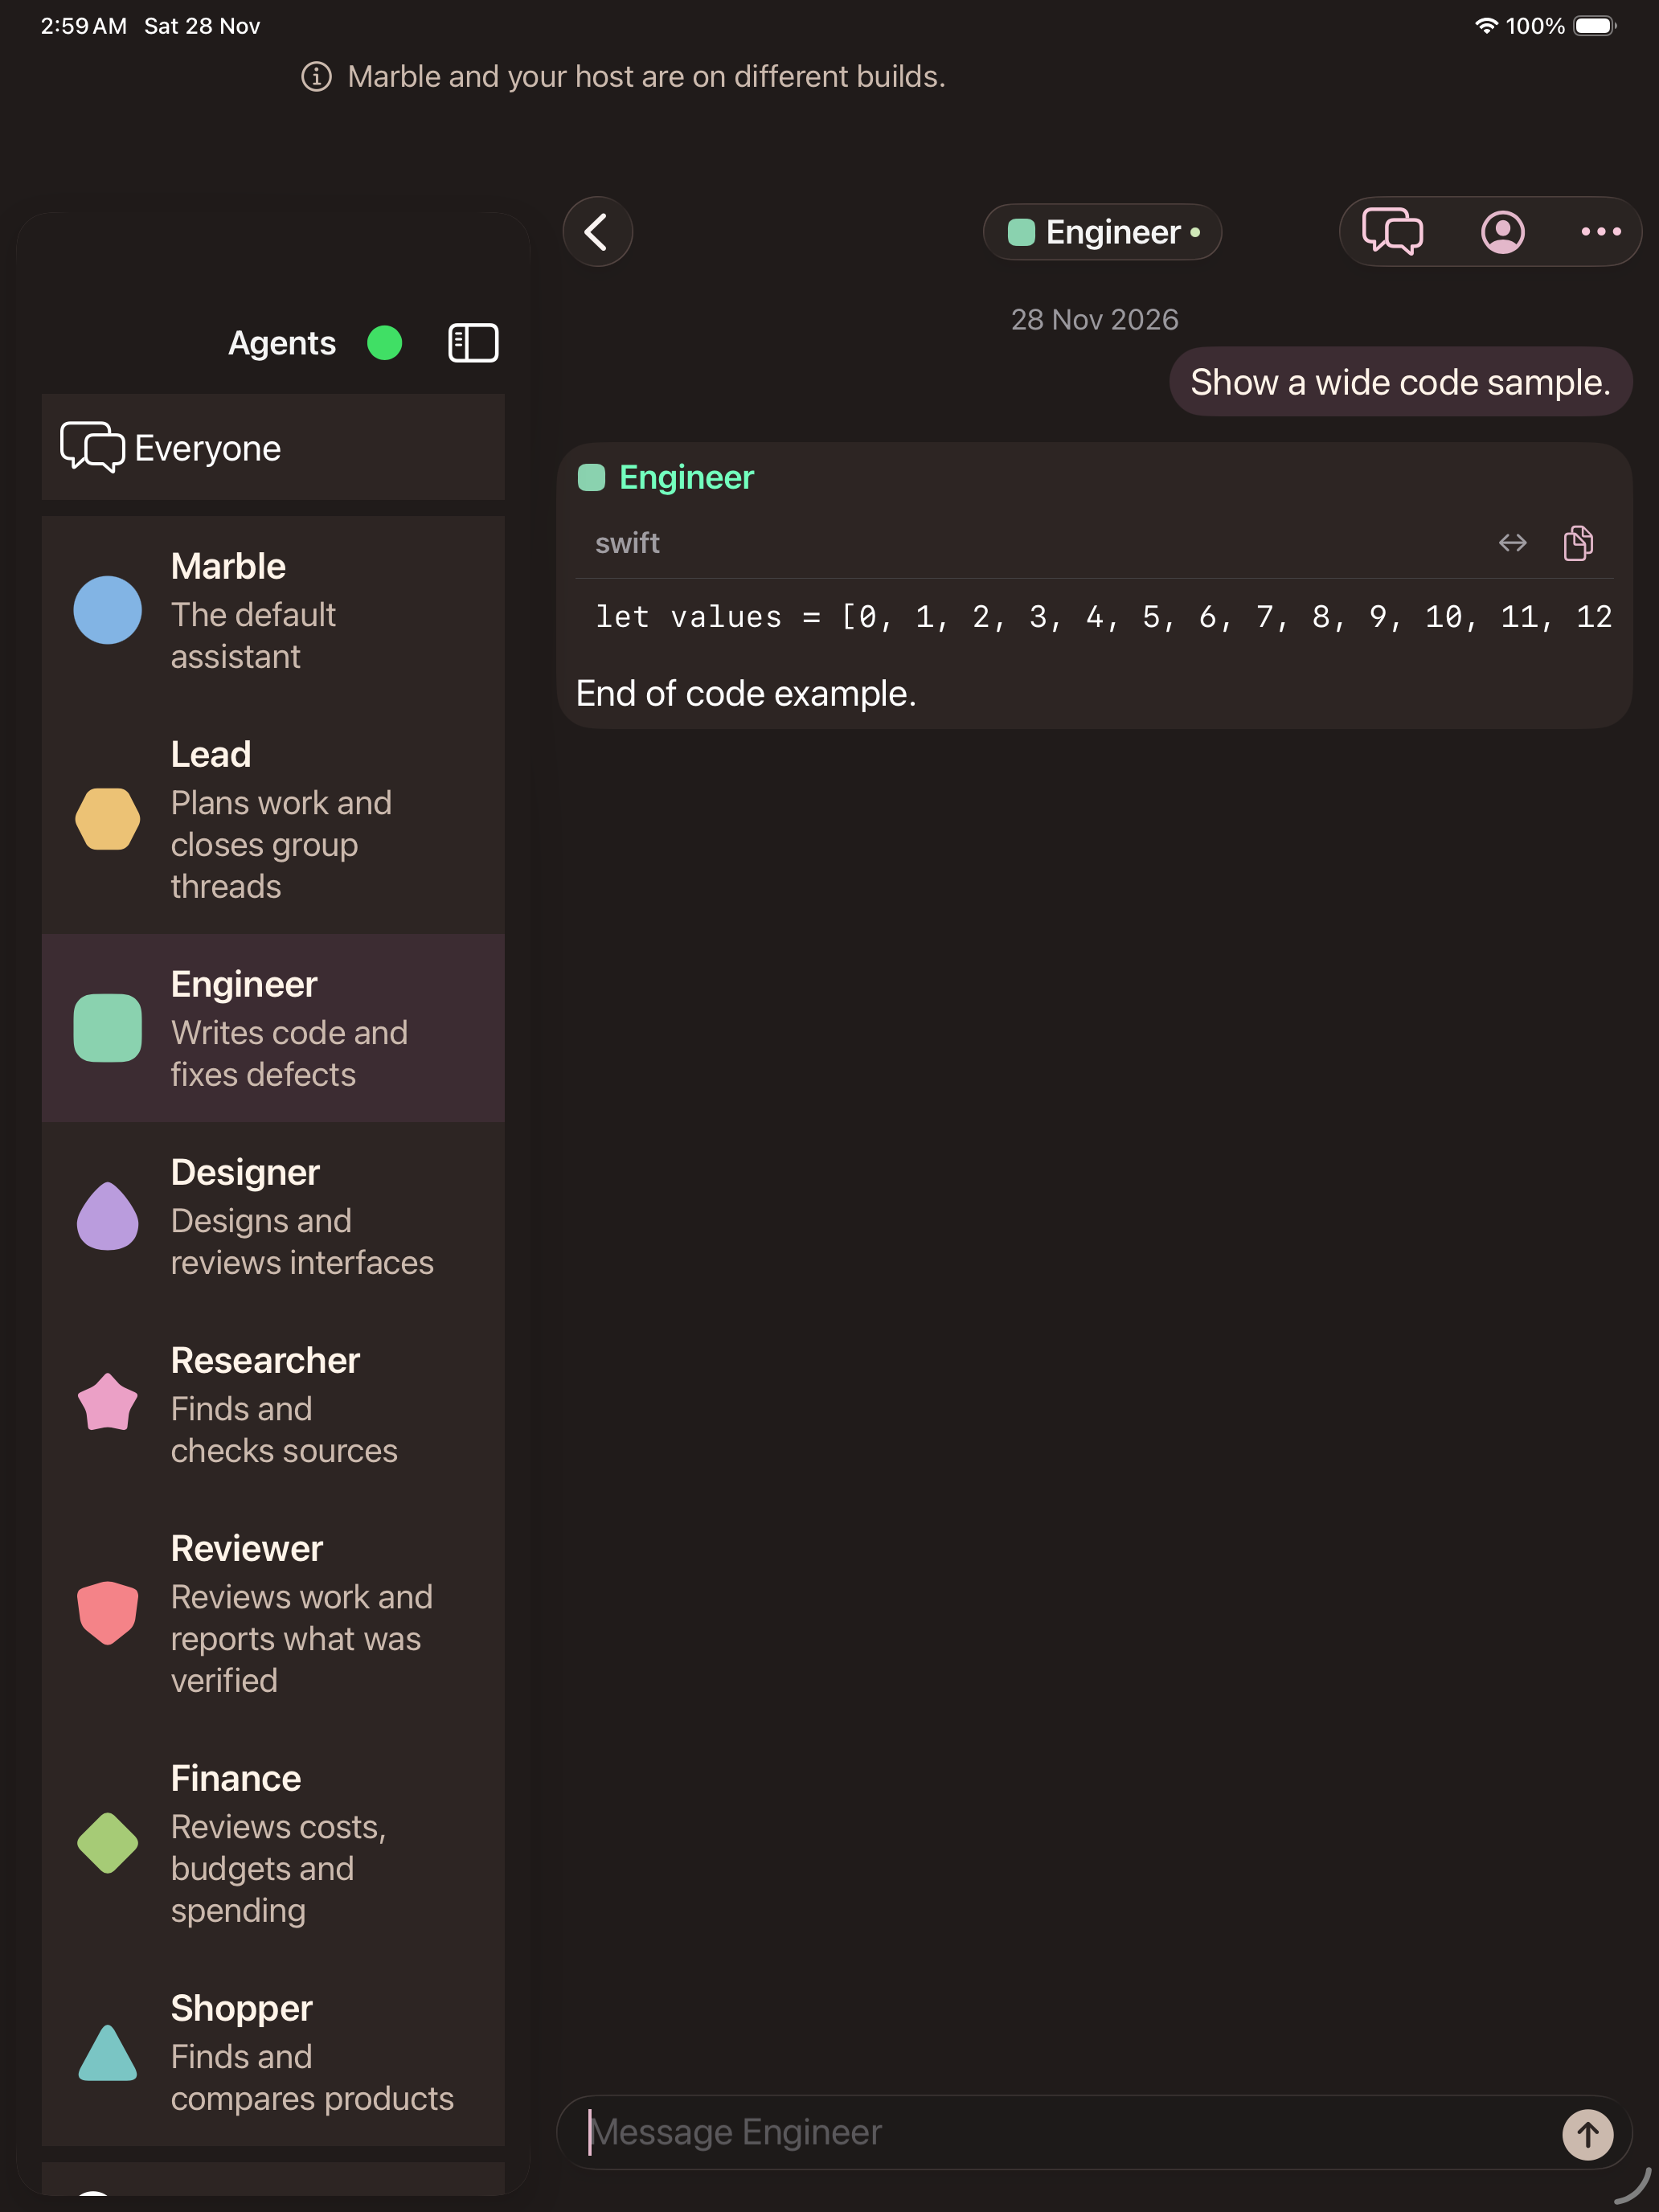 2:59 AM Sat 28 Nov
100%
Marble and your host are on different builds.
Agents
Everyone
Marble
The default
assistant
Lead
Plans work and
closes group
threads
Engineer
Writes code and
fixes defects
Designer
Designs and
reviews interfaces
Researcher
Finds and
checks sources
Reviewer
Reviews work and
reports what was
verified
Finance
Reviews costs,
budgets and
spending
Shopper
Finds and
compares products
Engineer
28 Nov 2026
Show a wide code sample.
Engineer
swift
let values = [0, 1, 2, 3, 4, 5, 6, 7, 8, 9, 10, 11, 12
End of code example.
Message Engineer